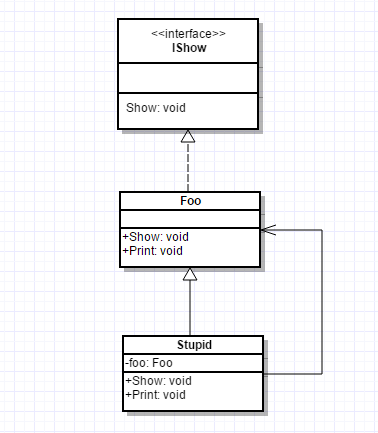 <<interface>>
IShow
Show: void
Foo
+Show: void
+Print: void
Stupid
-foo: Foo
+Show: void
+Print: void